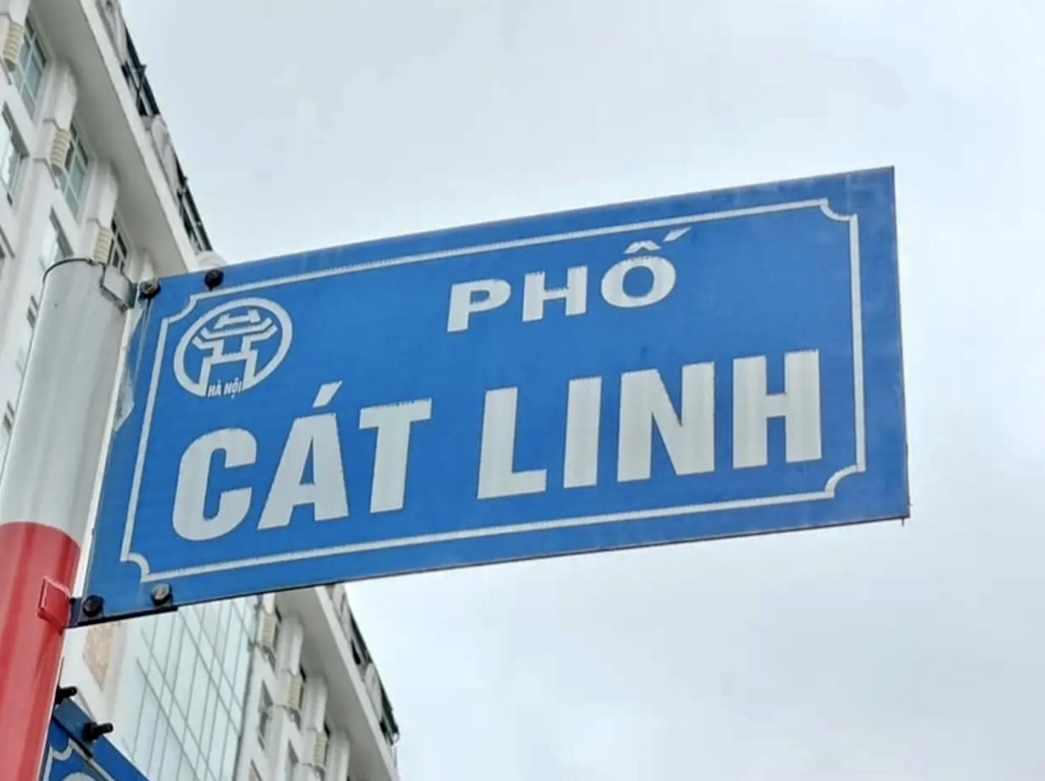 PHỐ
HÀ NỘI
CÁT LINH